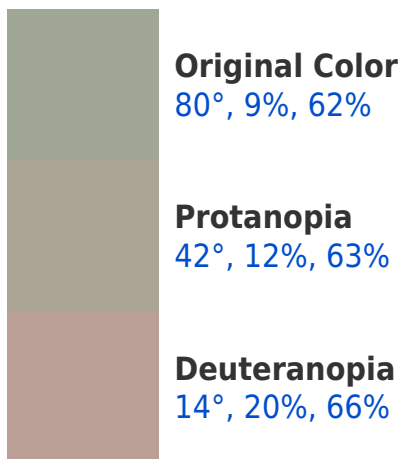 Original Color
80°, 9%, 62%
Protanopia
42°, 12%, 63%
Deuteranopia
14°, 20%, 66%